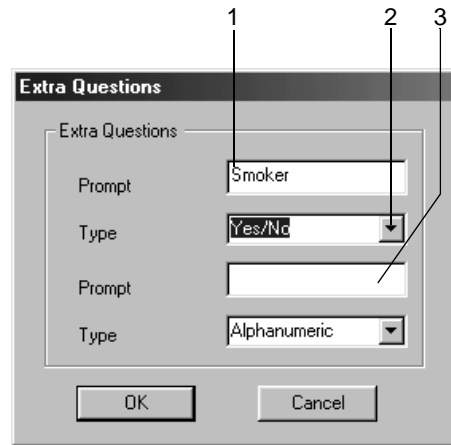 1 2 3
Extra Questions
Extra Questions
Prompt Smoker
Type Yes/No
Prompt
Type Alphanumeric
OK Cancel